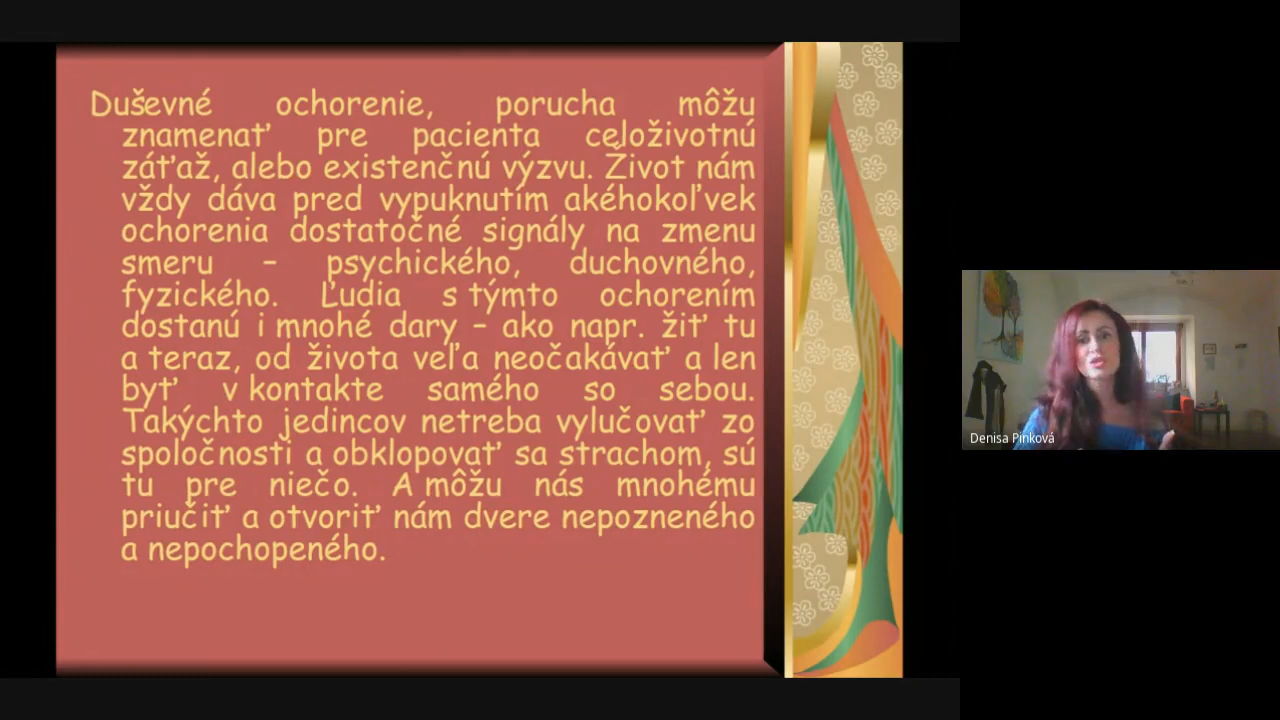 Duševné ochorenie, porucha môžu
znamenať pre pacienta celoživotnú
záťaž, alebo existenčnú výzvu. Život nám
vždy dáva pred vypuknutím akéhokoľvek
ochorenia dostatočné signály na zmenu
smeru – psychického, duchovného,
fyzického. Ľudia s týmto ochorením
dostanú i mnohé dary – ako napr. žiť tu
a teraz, od života veľa neočakávať a len
byť v kontakte samého so sebou.
Takýchto jedincov netreba vylučovať zo
spoločnosti a obklopovať sa strachom, sú
tu pre niečo. A môžu nás mnohému
priučiť a otvoriť nám dvere nepozneného
a nepochopeného.
Denisa Pinková